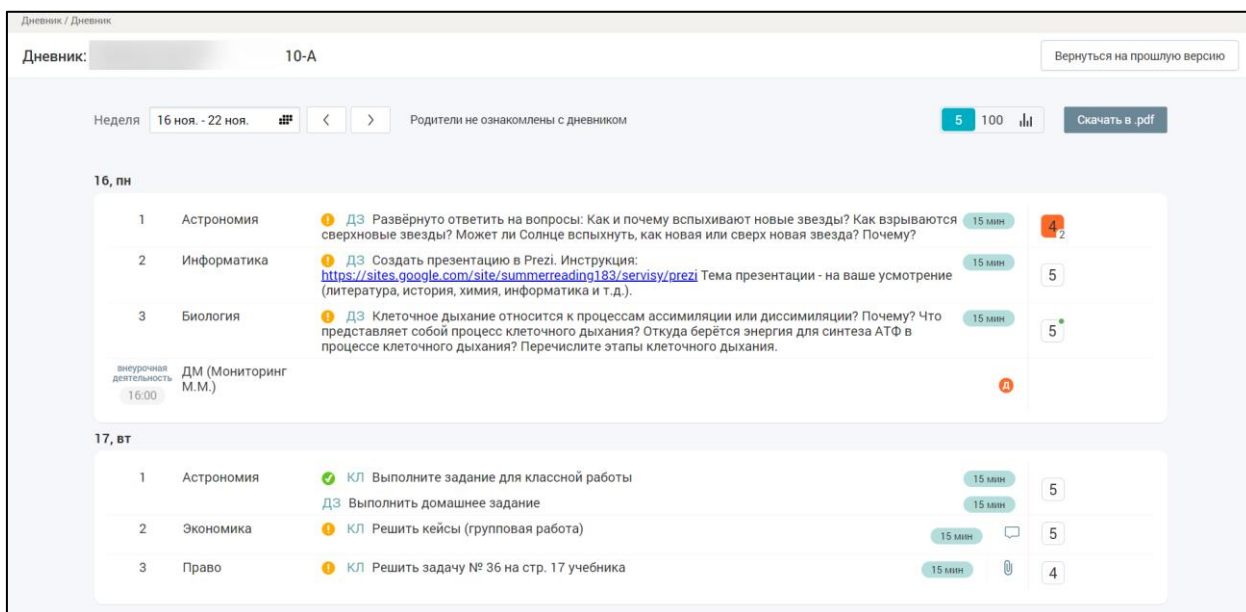 Дневник / Дневник
Дневник: 10-А Вернуться на прошлую версию
Неделя 16 ноя. - 22 ноя. Родители не ознакомлены с дневником 5 100 Скачать в .pdf
16, пн
1 Астрономия ДЗ Развёрнуто ответить на вопросы: Как и почему вспыхивают новые звезды? Как взрываются 15 мин 4 2
сверхновые звезды? Может ли Солнце вспыхнуть, как новая или сверх новая звезда? Почему?
2 Информатика ДЗ Создать презентацию в Prezi. Инструкция: 15 мин 5
https://sites.google.com/site/summerreading183/servisy/prezi Тема презентации - на ваше усмотрение
(литература, история, химия, информатика и т.д.).
3 Биология ДЗ Клеточное дыхание относится к процессам ассимиляции или диссимиляции? Почему? Что 15 мин 5
представляет собой процесс клеточного дыхания? Откуда берётся энергия для синтеза АТФ в
процессе клеточного дыхания? Перечислите этапы клеточного дыхания.
внеурочная
деятельность
16:00
ДМ (Мониторинг
М.М.)
Д
17, вт
1 Астрономия КЛ Выполните задание для классной работы 15 мин 5
ДЗ Выполнить домашнее задание 15 мин
2 Экономика КЛ Решить кейсы (групповая работа) 15 мин 5
3 Право КЛ Решить задачу № 36 на стр. 17 учебника 15 мин 4